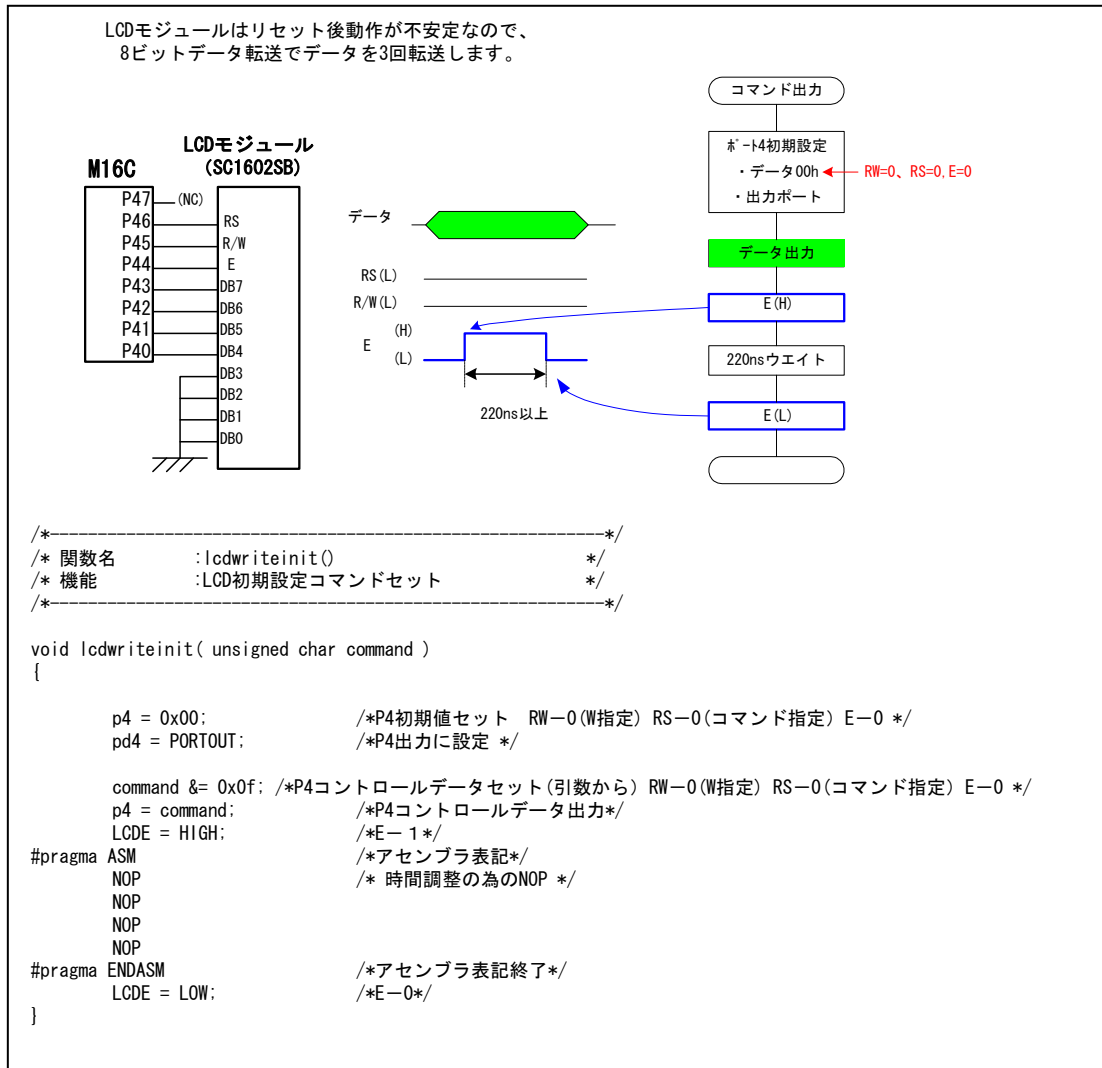 LCDモジュールはリセット後動作が不安定なので、
8ビットデータ転送でデータを3回転送します。
コマンド出力
ポート4初期設定
・データ00h
・出力ポート
RW=0、RS=0,E=0
データ出力
E(H)
220nsウエイト
E(L)
LCDモジュール
(SC1602SB)
M16C
P47
(NC)
P46
RS
P45
R/W
P44
E
P43
DB7
P42
DB6
P41
DB5
P40
DB4
DB3
DB2
DB1
DB0
データ
RS(L)
R/W(L)
E
(H)
(L)
220ns以上
/*----------------------------------------------------------*/
/* 関数名 :lcdwriteinit() */
/* 機能 :LCD初期設定コマンドセット */
/*----------------------------------------------------------*/
void lcdwriteinit( unsigned char command )
{
p4 = 0x00; /*P4初期値セット RW－0(W指定) RS－0(コマンド指定) E－0 */
pd4 = PORTOUT; /*P4出力に設定 */
command &= 0x0f; /*P4コントロールデータセット(引数から) RW－0(W指定) RS－0(コマンド指定) E－0 */
p4 = command; /*P4コントロールデータ出力*/
LCDE = HIGH; /*E－１*/
#pragma ASM /*アセンブラ表記*/
NOP /* 時間調整の為のNOP */
NOP
NOP
NOP
#pragma ENDASM /*アセンブラ表記終了*/
LCDE = LOW; /*E－0*/
}